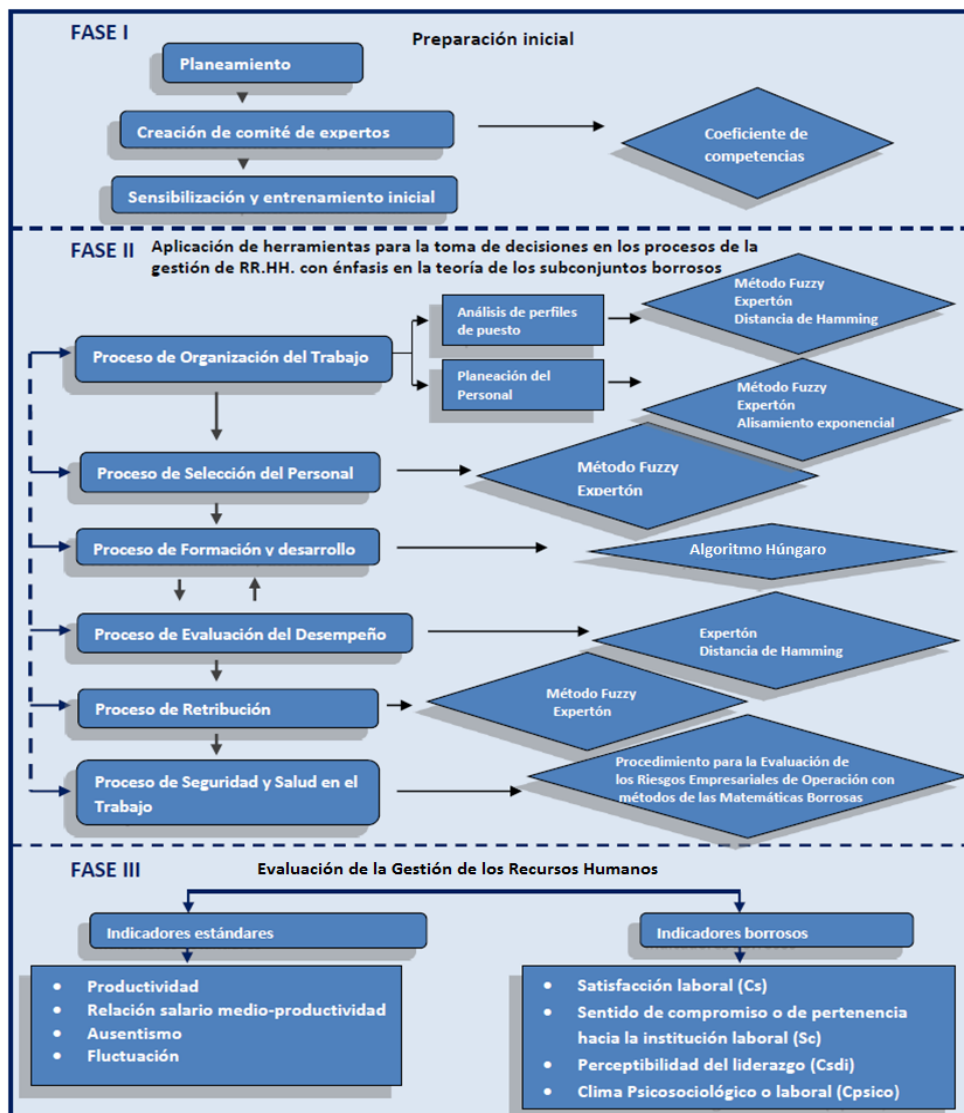 FASE I
Preparación inicial
Planeamiento
Creación de comité de expertos
Coeficiente de
competencias
Sensibilización y entrenamiento inicial
FASE II
Aplicación de herramientas para la toma de decisiones en los procesos de la
gestión de RR.HH. con énfasis en la teoría de los subconjuntos borrosos
Proceso de Organización del Trabajo
Análisis de perfiles
de puesto
Método Fuzzy
Expertón
Distancia de Hamming
Planeación del
Personal
Método Fuzzy
Expertón
Alisamiento exponencial
Proceso de Selección del Personal
Método Fuzzy
Expertón
Proceso de Formación y desarrollo
Algoritmo Húngaro
Proceso de Evaluación del Desempeño
Expertón
Distancia de Hamming
Proceso de Retribución
Método Fuzzy
Expertón
Proceso de Seguridad y Salud en el
Trabajo
Procedimiento para la Evaluación de
los Riesgos Empresariales de Operación con
métodos de las Matemáticas Borrosas
FASE III
Evaluación de la Gestión de los Recursos Humanos
Indicadores estándares
• Productividad
• Relación salario medio-productividad
• Ausentismo
• Fluctuación
Indicadores borrosos
• Satisfacción laboral (Cs)
• Sentido de compromiso o de pertenencia
hacia la institución laboral (Sc)
• Perceptibilidad del liderazgo (Csdi)
• Clima Psicosociológico o laboral (Cpsico)